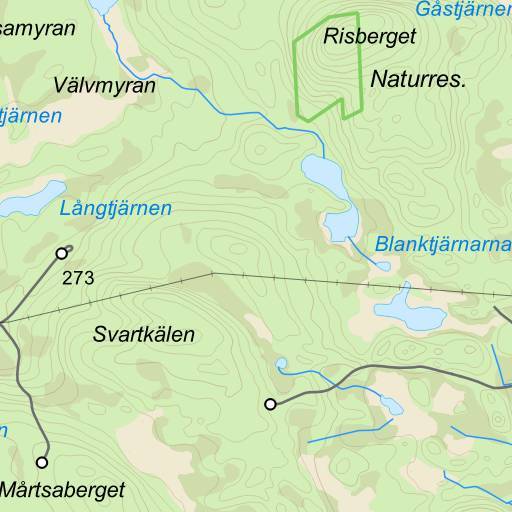 Gåstjärnen
samyran
Risberget
Välvmyran
Naturres.
tjärnen
Långtjärnen
Blanktjärnarna
273
Svartkälen
n
Mårtsaberget